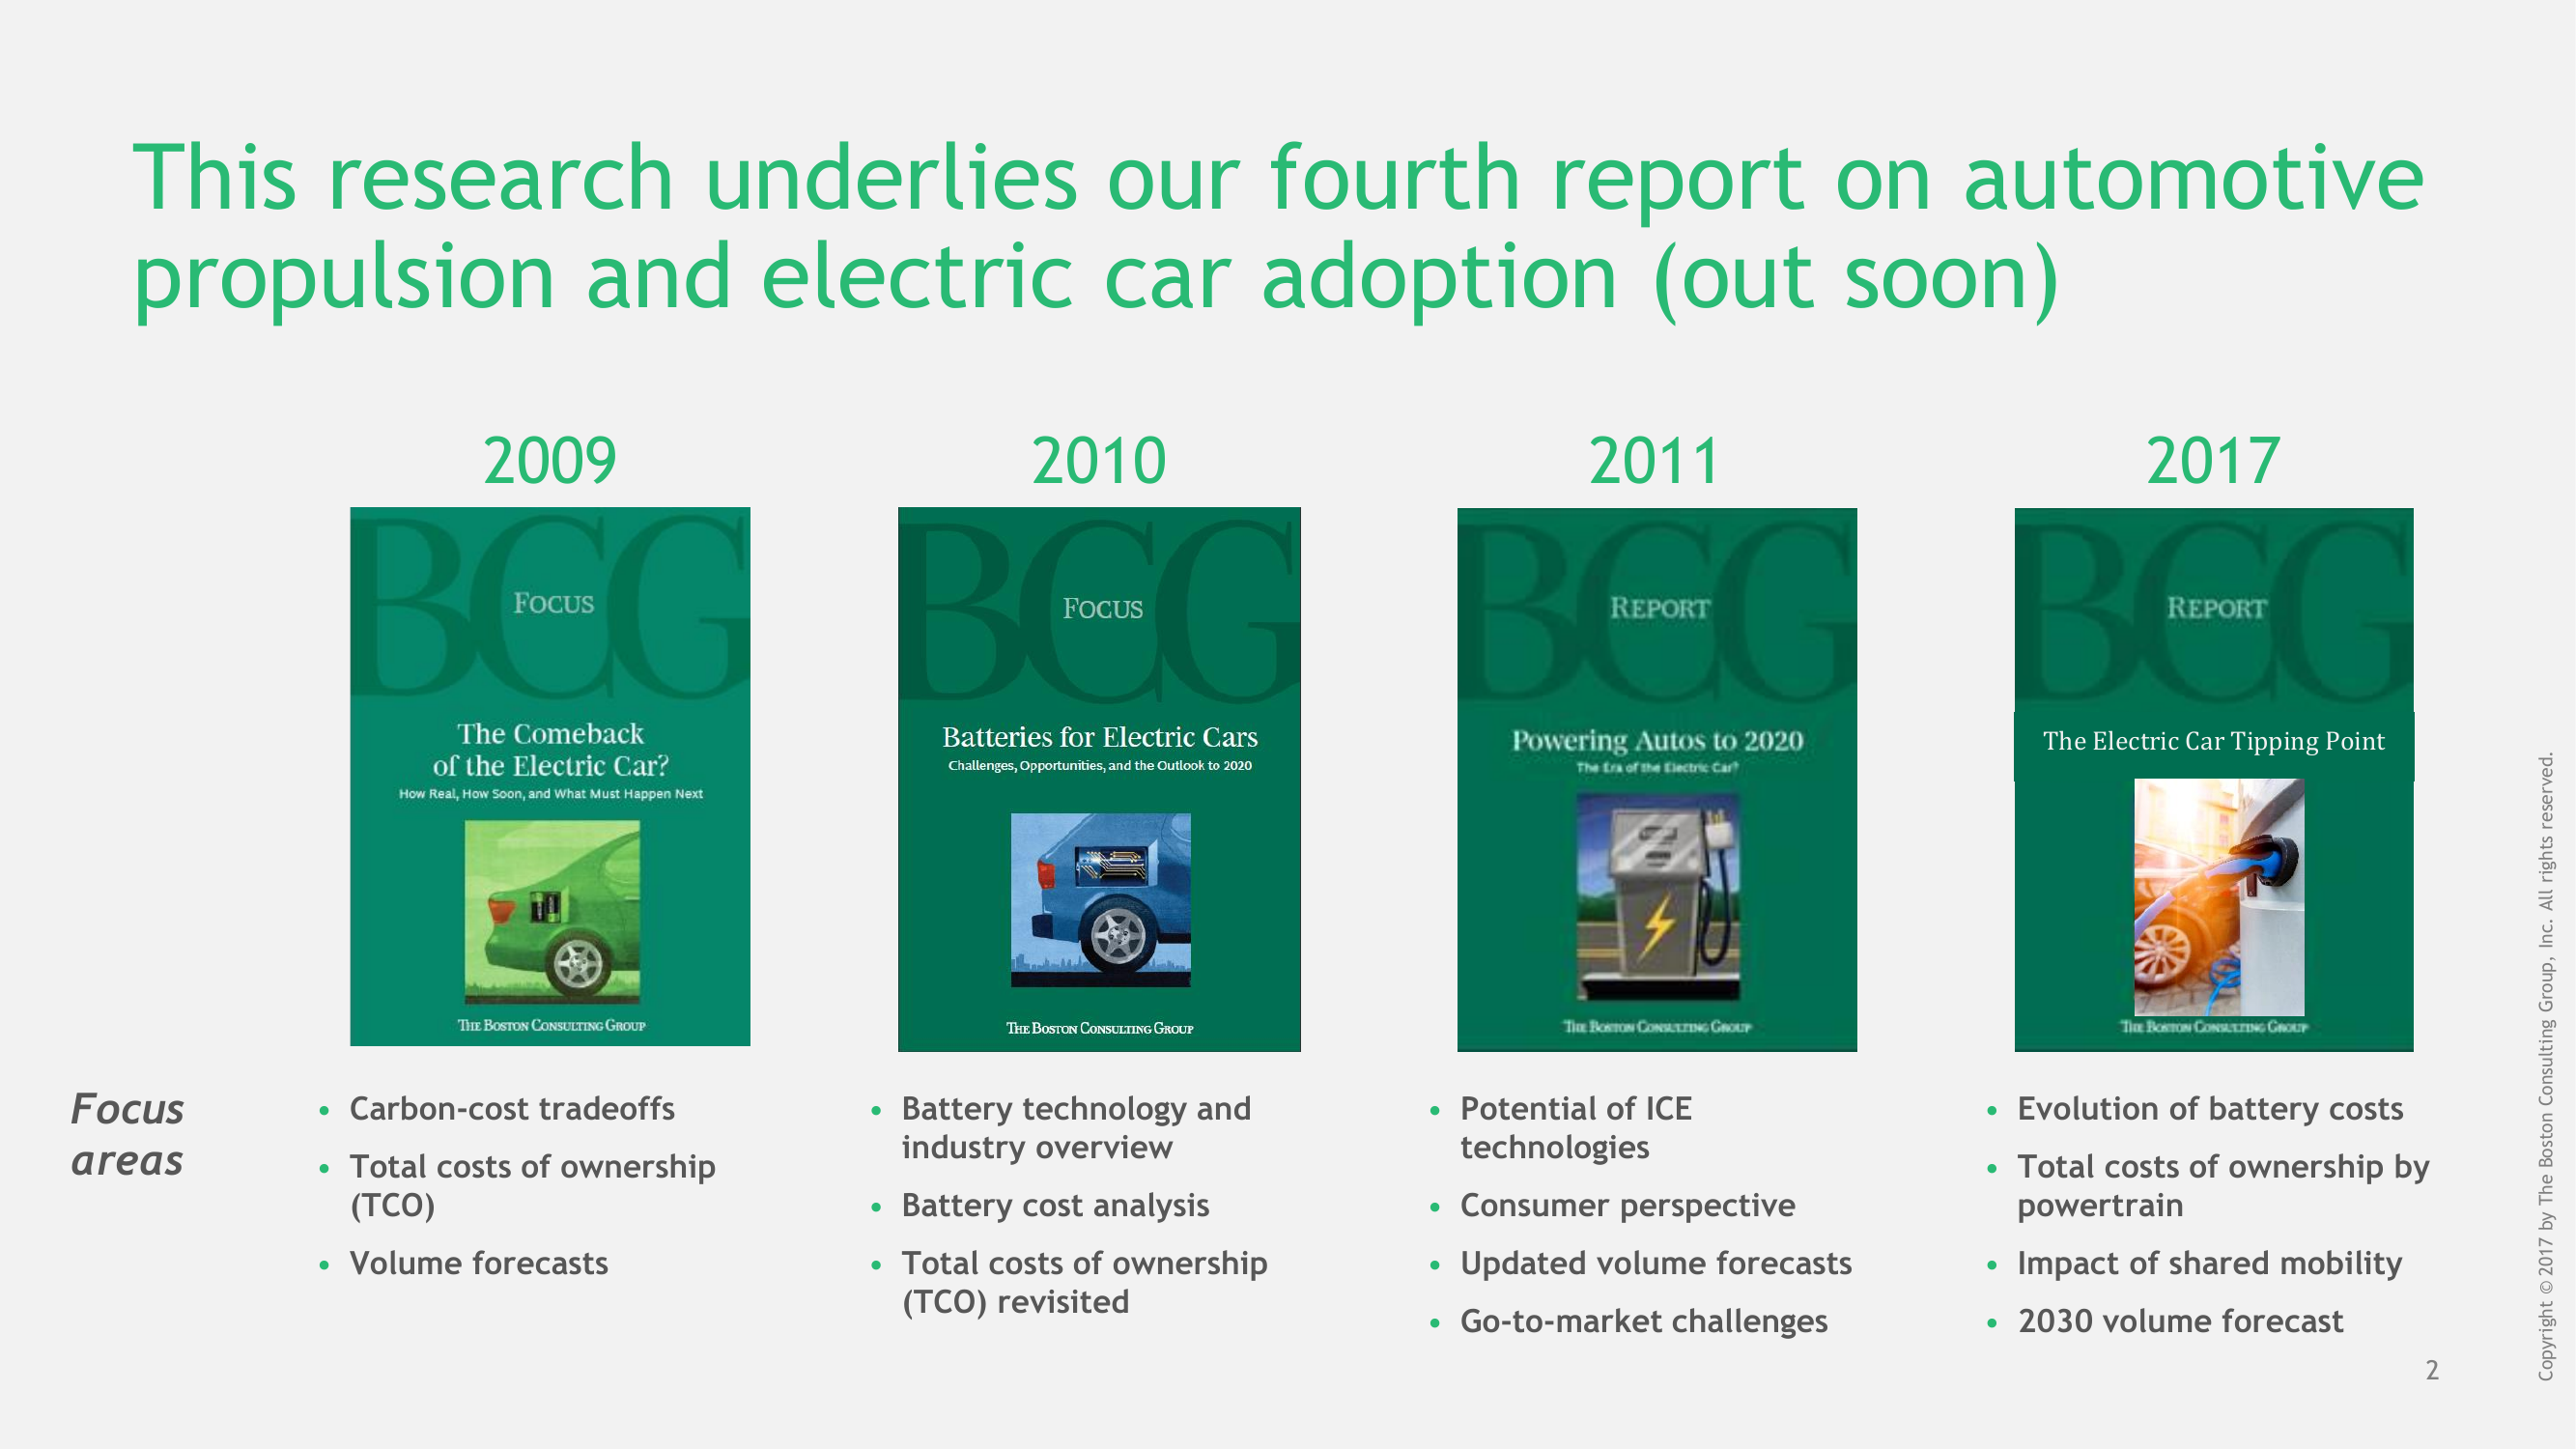 This research underlies our fourth report on automotive
propulsion and electric car adoption (out soon)
2009
2010
2011
2017
BCG
FOCUS
The Comeback
of the Electric Car?
How Real, How Soon, and What Must Happen Next
THE BOSTON CONSULTING GROUP
BCG
FOCUS
Batteries for Electric Cars
Challenges, Opportunities, and the Outlook to 2020
THE BOSTON CONSULTING GROUP
BCG
REPORT
Powering Autos to 2020
The Era of the Electric Car?
THE BOSTON CONSULTING GROUP
BCG
REPORT
The Electric Car Tipping Point
THE BOSTON CONSULTING GROUP
Focus
areas
• Carbon-cost tradeoffs
• Total costs of ownership
(TCO)
• Volume forecasts
• Battery technology and
industry overview
• Battery cost analysis
• Total costs of ownership
(TCO) revisited
• Potential of ICE
technologies
• Consumer perspective
• Updated volume forecasts
• Go-to-market challenges
• Evolution of battery costs
• Total costs of ownership by
powertrain
• Impact of shared mobility
• 2030 volume forecast
2
Copyright © 2017 by The Boston Consulting Group, Inc. All rights reserved.